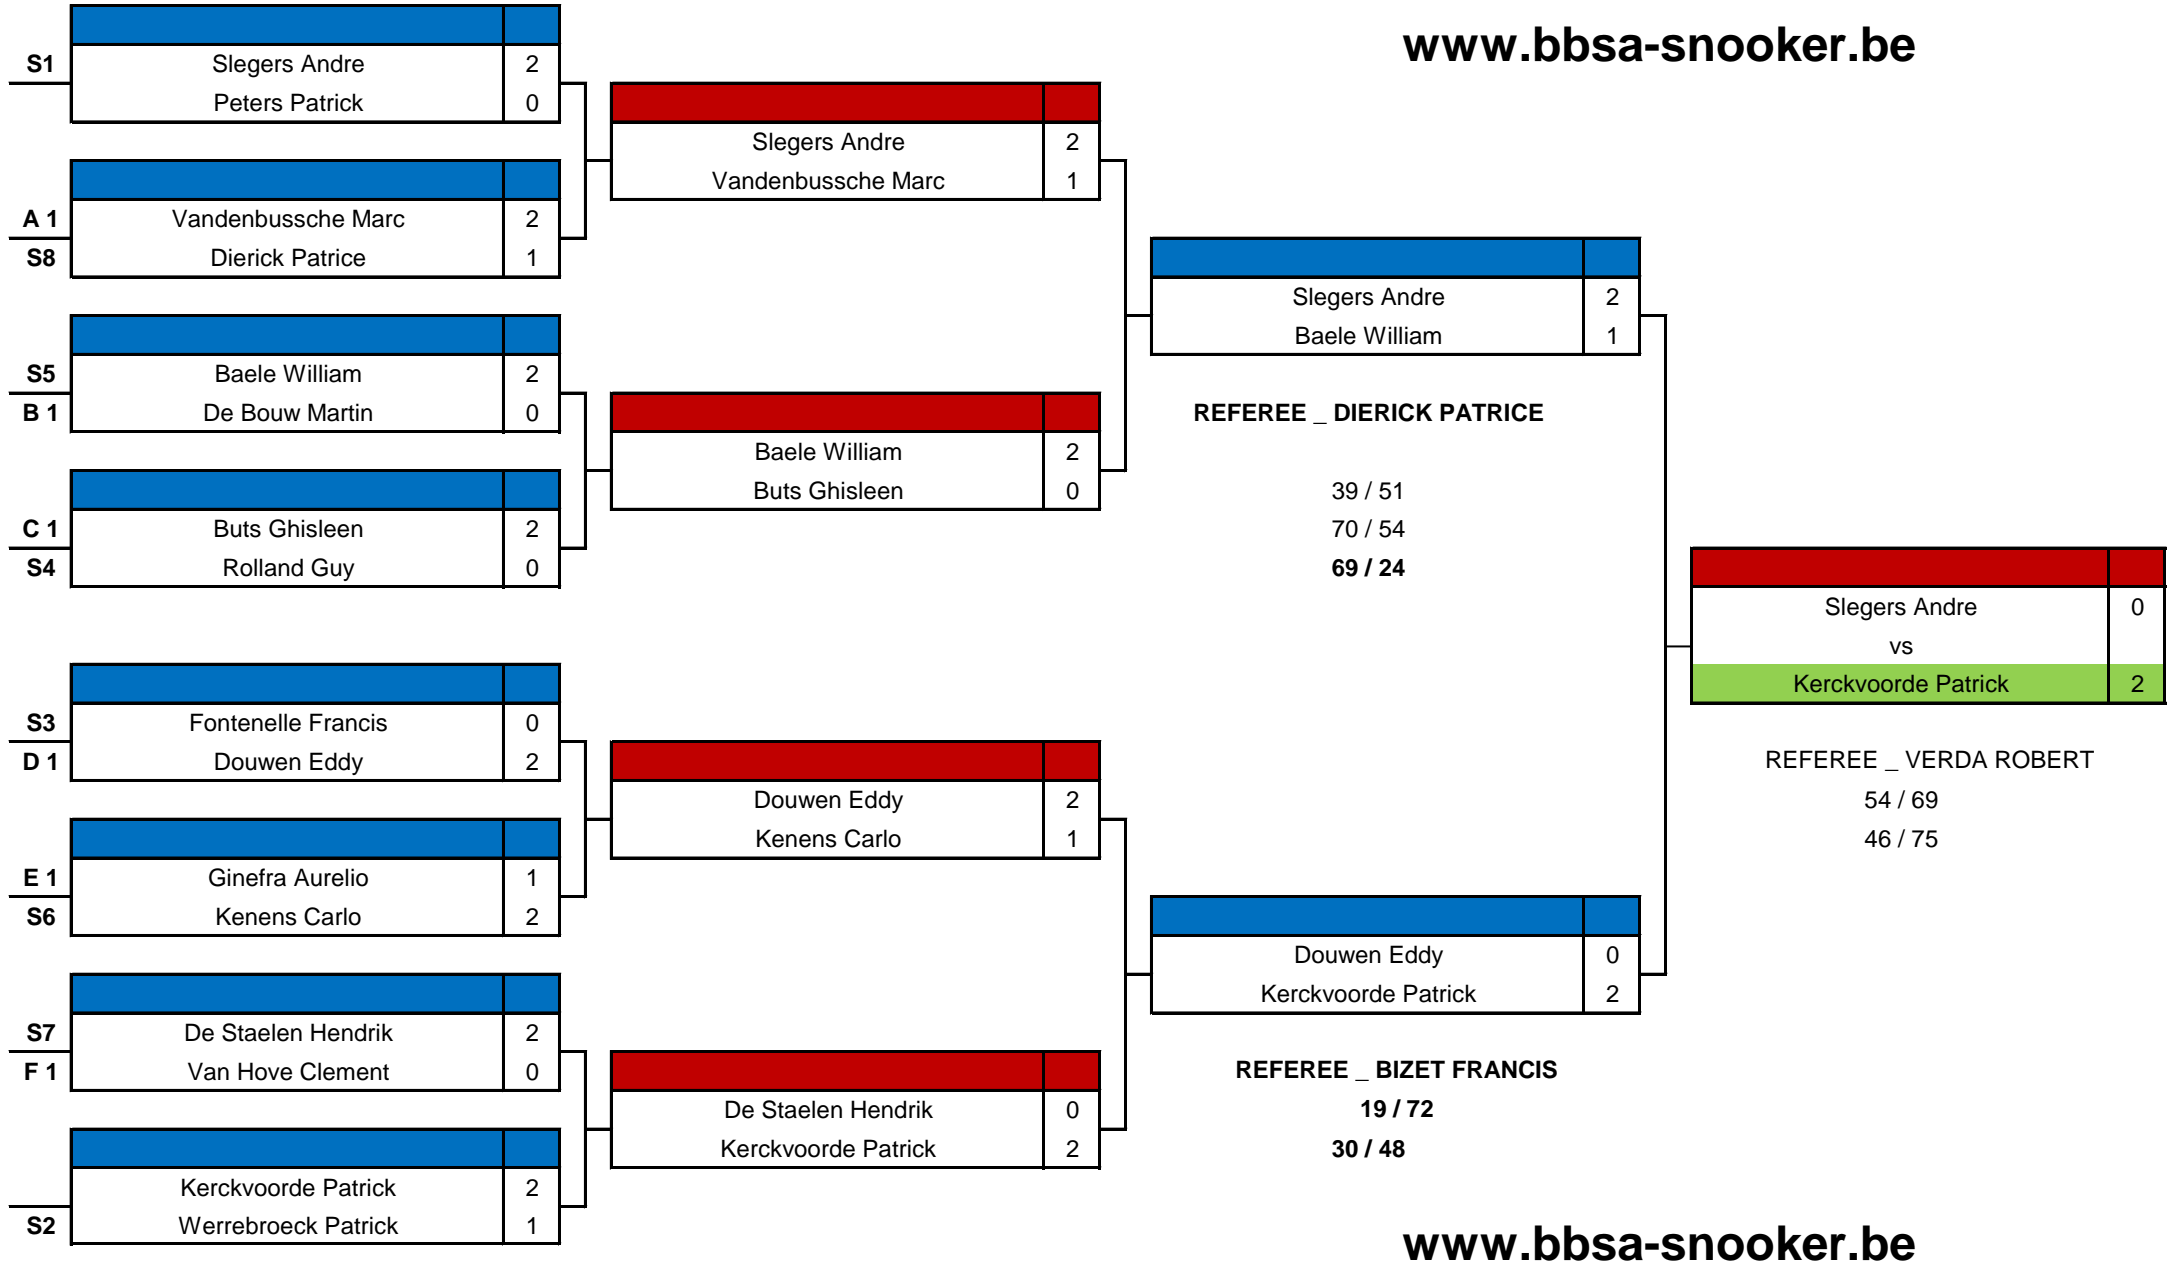 www.bbsa-snooker.be
S1 Slegers Andre 2
Peters Patrick 0
A 1 Vandenbussche Marc 2
S8 Dierick Patrice 1
S5 Baele William 2
B 1 De Bouw Martin 0
C 1 Buts Ghisleen 2
S4 Rolland Guy 0
S3 Fontenelle Francis 0
D 1 Douwen Eddy 2
E 1 Ginefra Aurelio 1
S6 Kenens Carlo 2
S7 De Staelen Hendrik 2
F 1 Van Hove Clement 0
Kerckvoorde Patrick 2
S2 Werrebroeck Patrick 1
Slegers Andre 2
Vandenbussche Marc 1
Baele William 2
Buts Ghisleen 0
Douwen Eddy 2
Kenens Carlo 1
De Staelen Hendrik 0
Kerckvoorde Patrick 2
Slegers Andre 2
Baele William 1
REFEREE _ DIERICK PATRICE
39 / 51
70 / 54
69 / 24
Douwen Eddy 0
Kerckvoorde Patrick 2
REFEREE _ BIZET FRANCIS
19 / 72
30 / 48
Slegers Andre 0
vs
Kerckvoorde Patrick 2
REFEREE _ VERDA ROBERT
54 / 69
46 / 75
www.bbsa-snooker.be